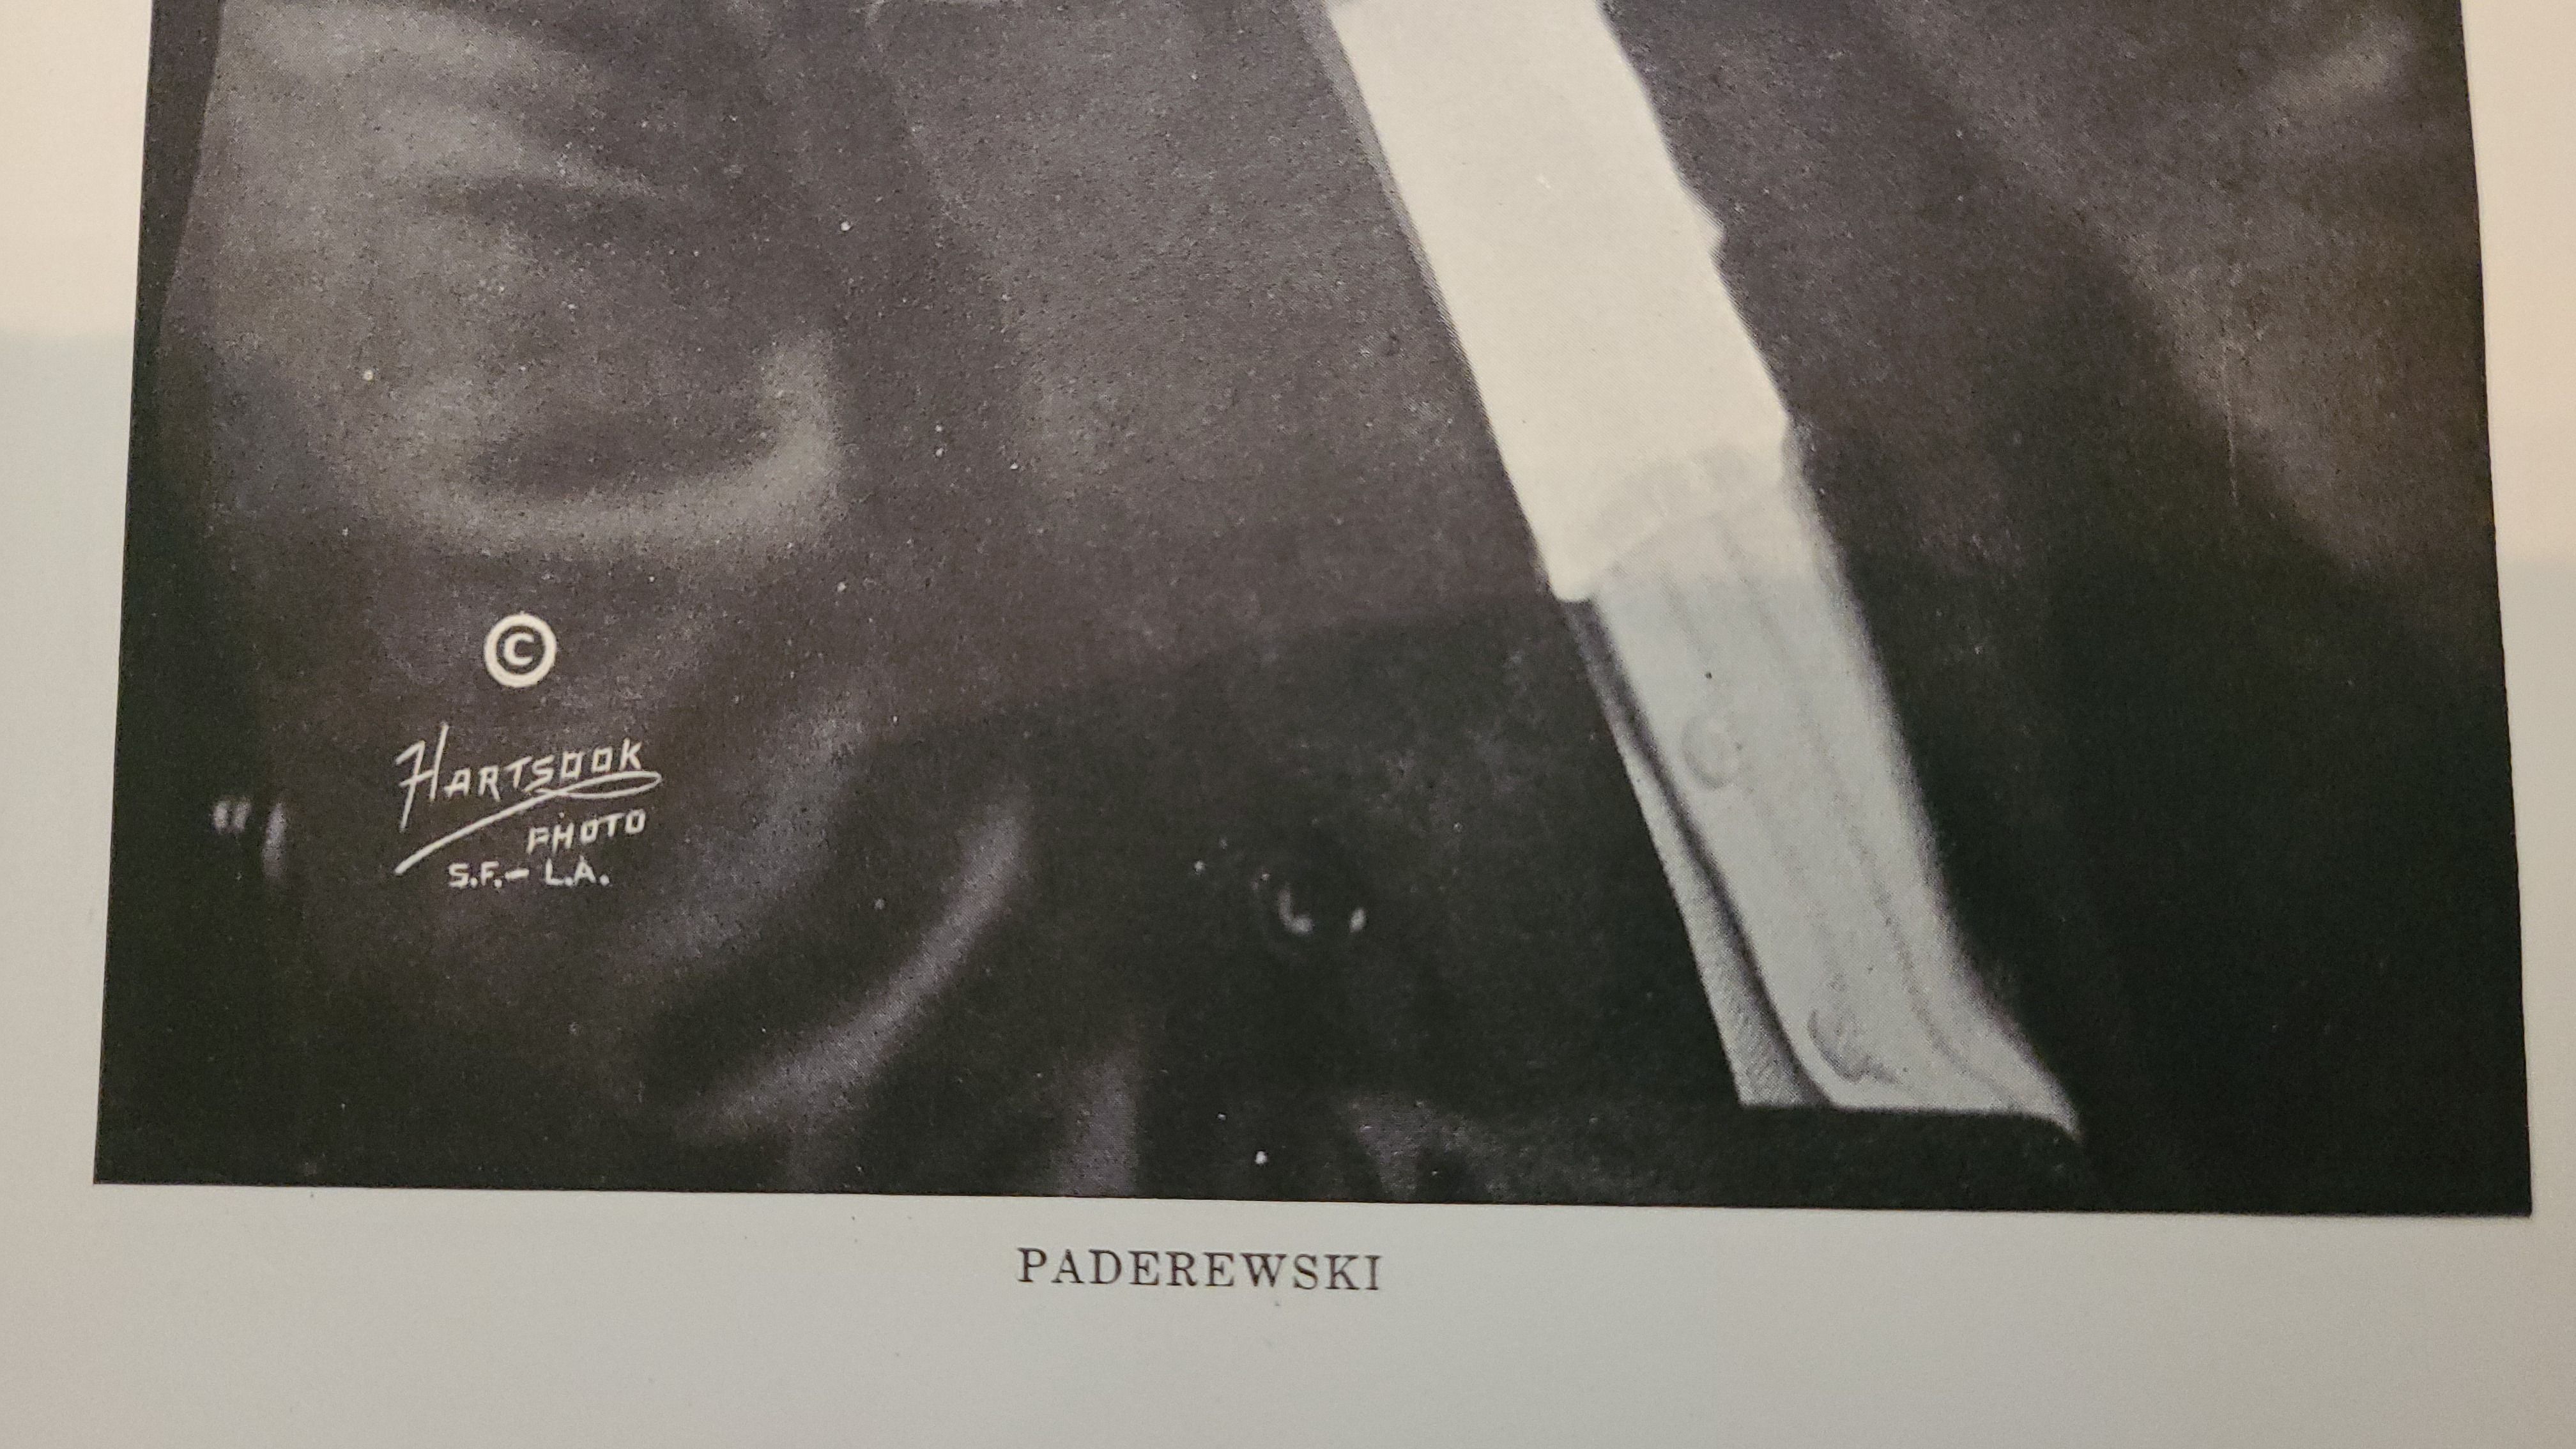 ©
HARTSOOK
PHOTO
S.F.- L.A.
PADEREWSKI